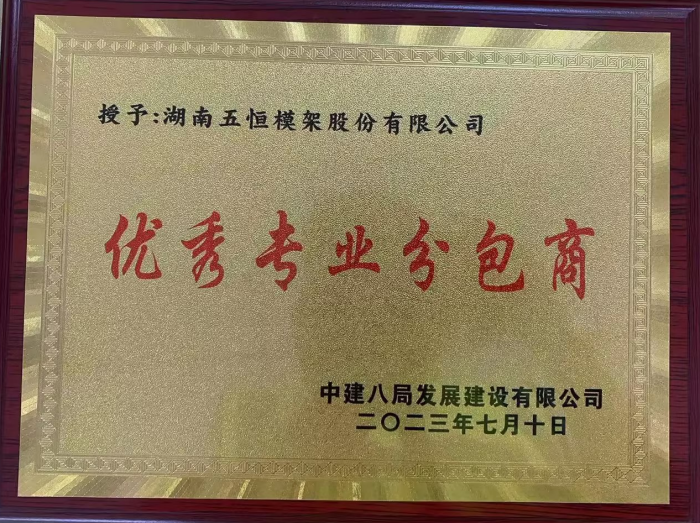 授予:湖南五恒模架股份有限公司
优秀专业分包商
中建八局发展建设有限公司
二〇二三年七月十日